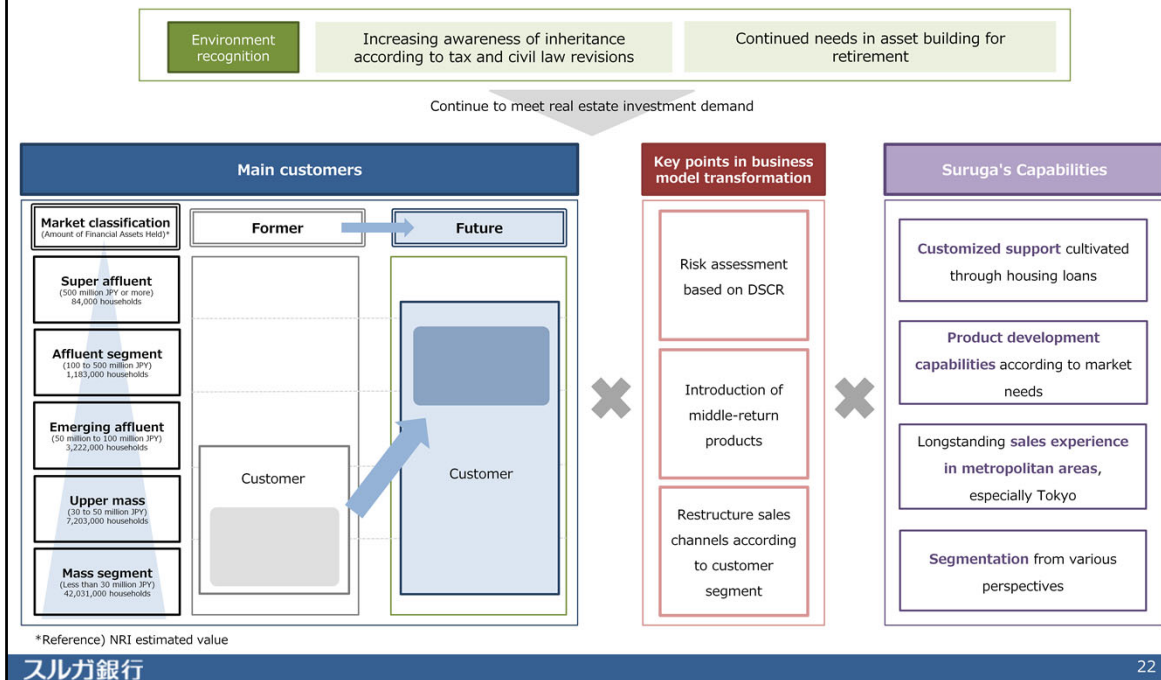 Environment
recognition
Increasing awareness of inheritance
according to tax and civil law revisions
Continued needs in asset building for
retirement
Continue to meet real estate investment demand
Main customers
Market classification
(Amount of Financial Assets Held)*
Former
Future
Super affluent
(500 million JPY or more)
84,000 households
Affluent segment
(100 to 500 million JPY)
1,183,000 households
Emerging affluent
(50 million to 100 million JPY)
3,222,000 households
Upper mass
(30 to 50 million JPY)
7,203,000 households
Mass segment
(Less than 30 million JPY)
42,031,000 households
Customer
Customer
Key points in business
model transformation
Risk assessment
based on DSCR
Introduction of
middle-return
products
Restructure sales
channels according
to customer
segment
Suruga's Capabilities
Customized support cultivated
through housing loans
Product development
capabilities according to market
needs
Longstanding sales experience
in metropolitan areas,
especially Tokyo
Segmentation from various
perspectives
*Reference) NRI estimated value
スルガ銀行
22